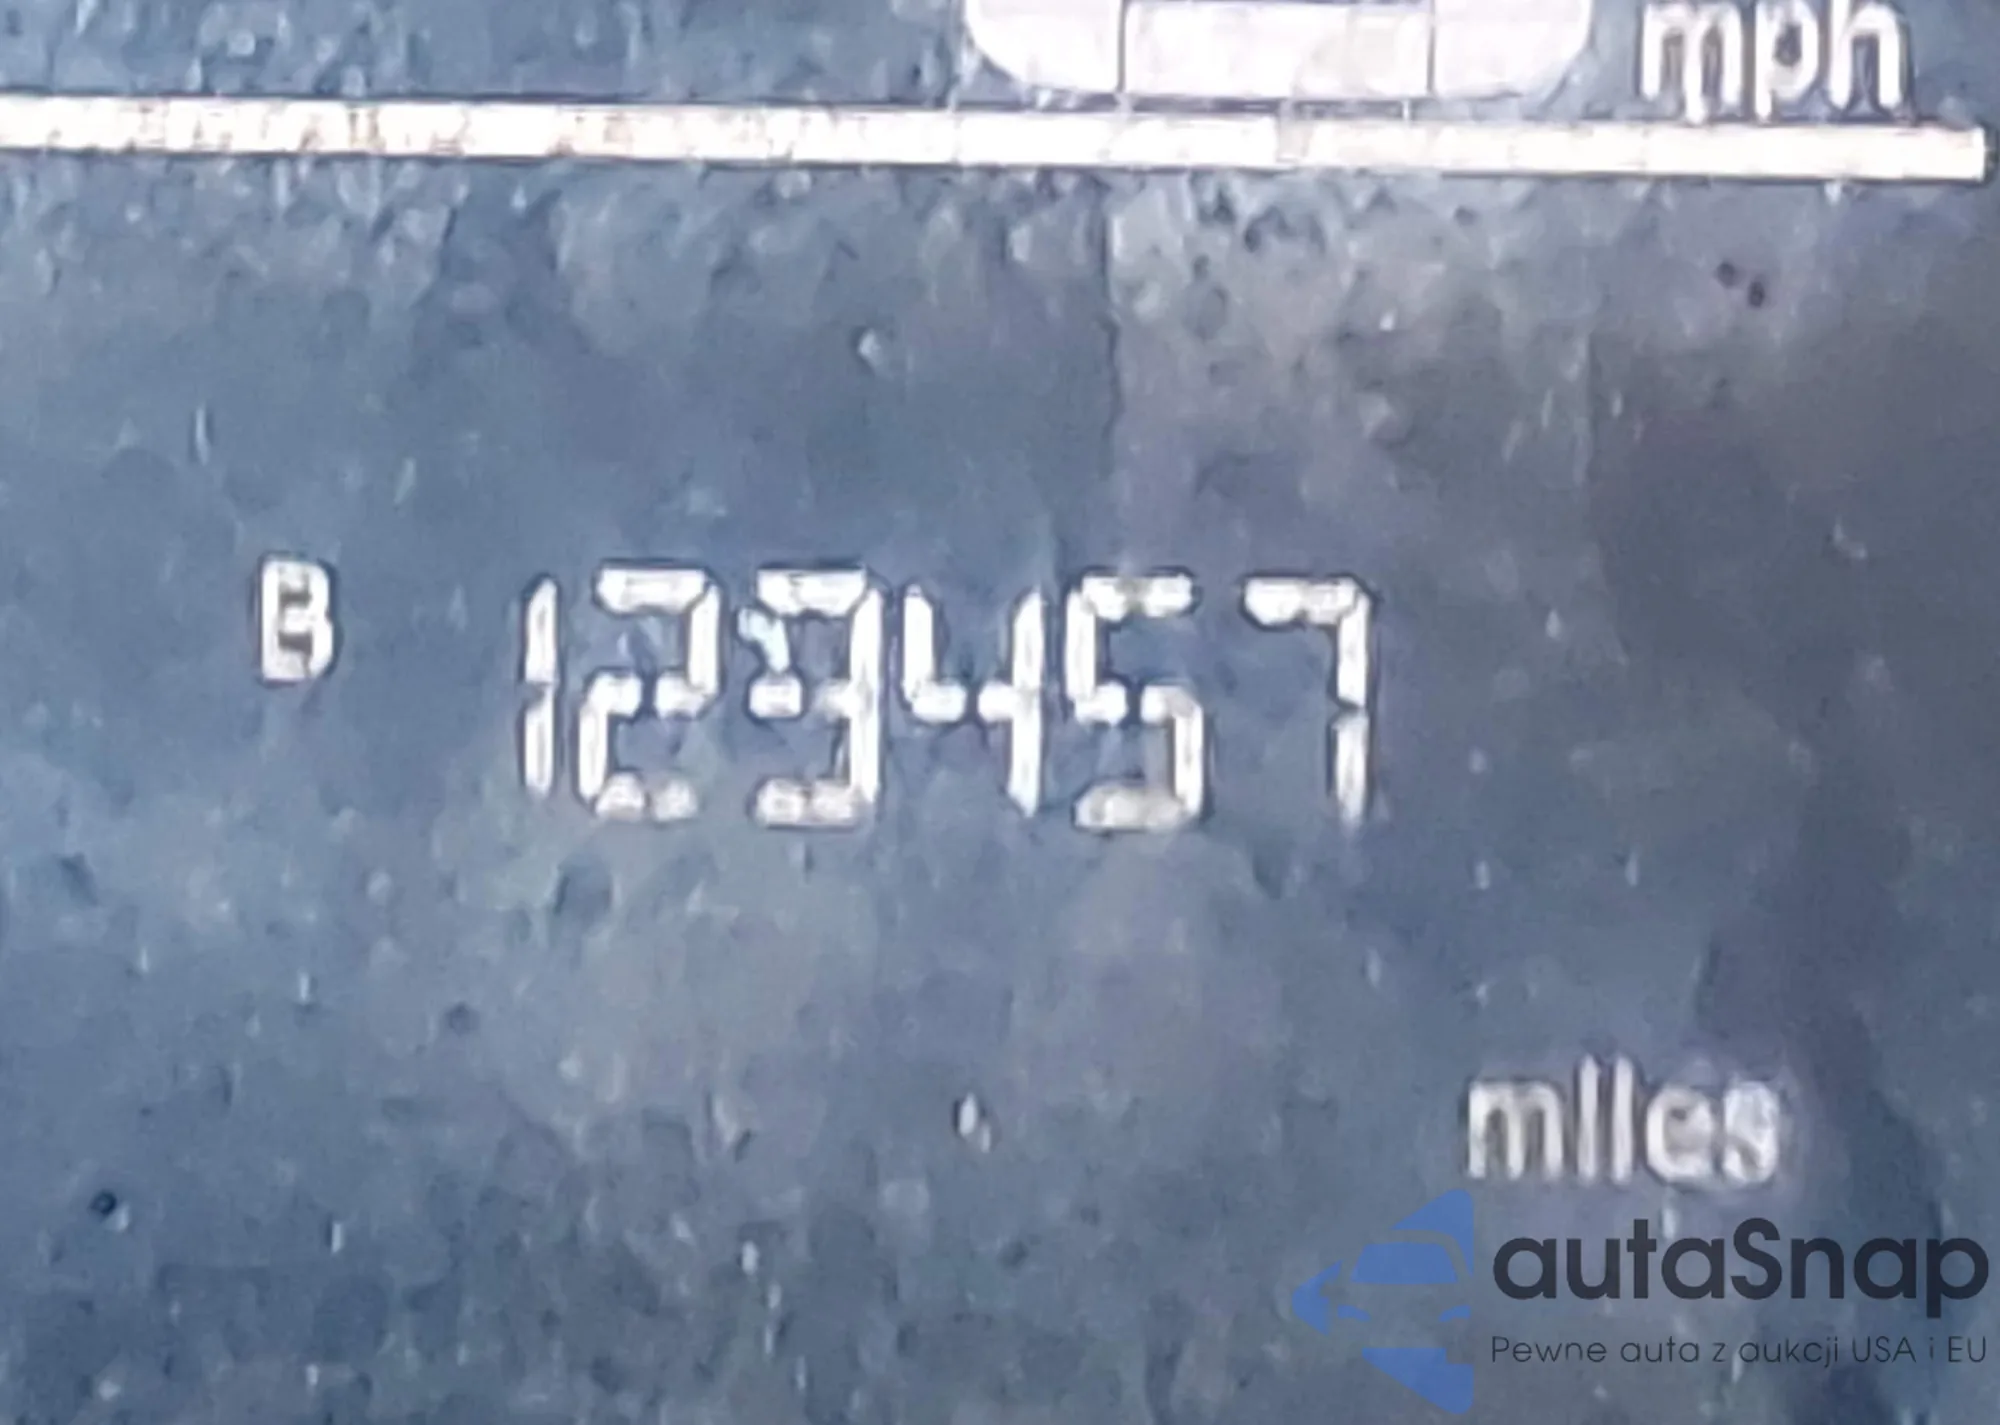 mph
B 123457
miles
autaSnap
Pewne auta z aukcji USA i EU